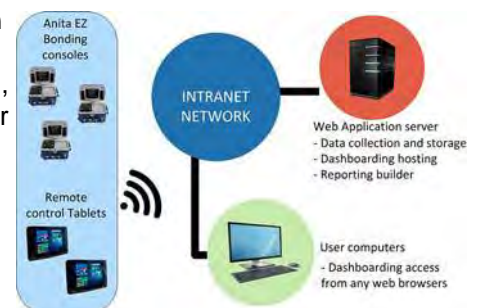 Anita EZ
Bonding
consoles
Remote
control Tablets
INTRANET
NETWORK
Web Application server
- Data collection and storage
- Dashboarding hosting
- Reporting builder
User computers
- Dashboarding access
from any web browsers